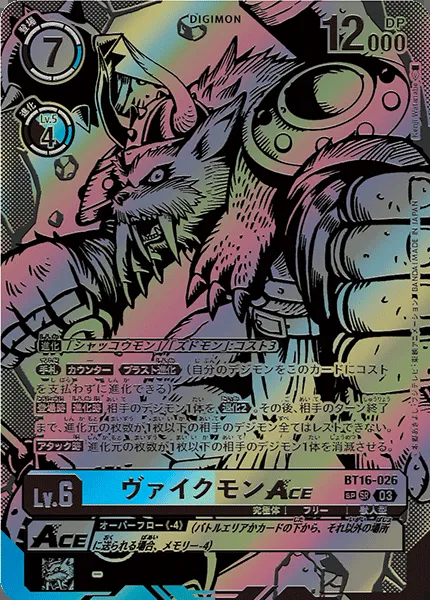 DIGIMON
登場
7
DP
12000
進化
Lv.5
4
Kenji Watanabe
BANDAI MADE IN JAPAN
進化 「シャッコウモン」/「ズドモン」:コスト3
手札 カウンター ブラスト進化 (自分のデジモンをこのカードにコスト
を支払わずに進化できる)
登場時 進化時 相手のデジモン1体を進化2。その後、相手のターン終了
まで、進化元の枚数が1枚以下の相手のデジモン全てはレストできない。
アタック時 進化元の枚数が1枚以下の相手のデジモン1体を消滅させる。
Lv.6
ヴァイクモンACE
BT16-026
SP SR 03
究極体 フリー 獣人型
ACE
オーバーフロー《-4》 (バトルエリアかカードの下から、それ以外の場所
に送られる場合、メモリー-4)